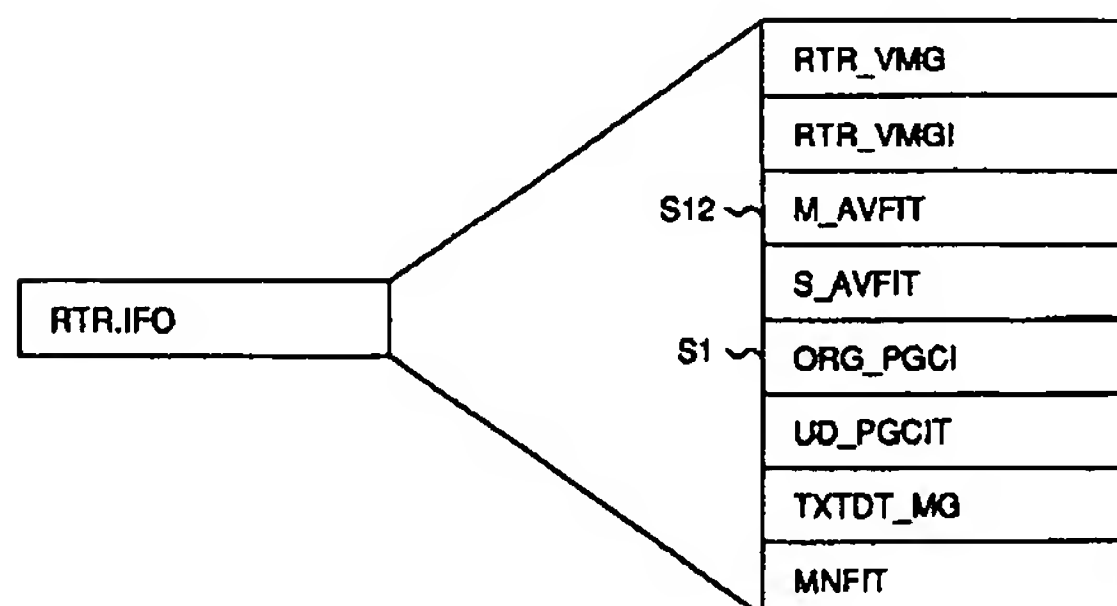 RTR_VMG
RTR_VMGI
S12 M_AVFIT
S_AVFIT
RTR.IFO
S1 ORG_PGCI
UD_PGCIT
TXTDT_MG
MNFIT